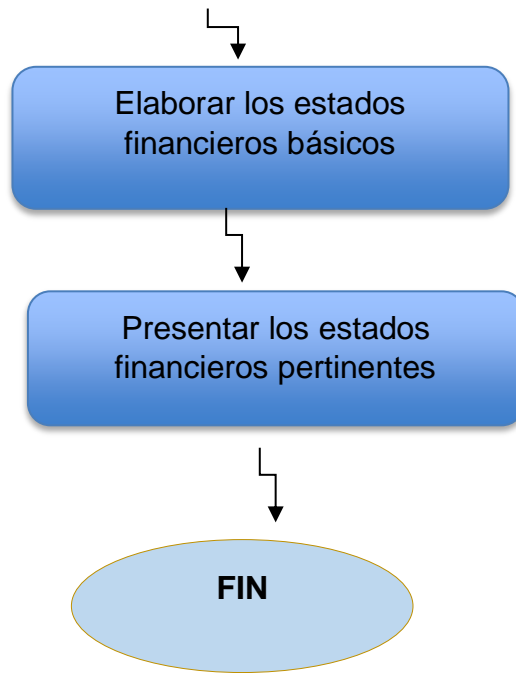 Elaborar los estados
financieros básicos
Presentar los estados
financieros pertinentes
FIN